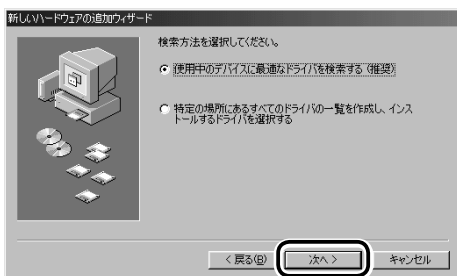 新しいハードウェアの追加ウィザード
検索方法を選択してください。
使用中のデバイスに最適なドライバを検索する（推奨）
特定の場所にあるすべてのドライバの一覧を作成し、インス
トールするドライバを選択する
< 戻る(B)
次へ >
キャンセル